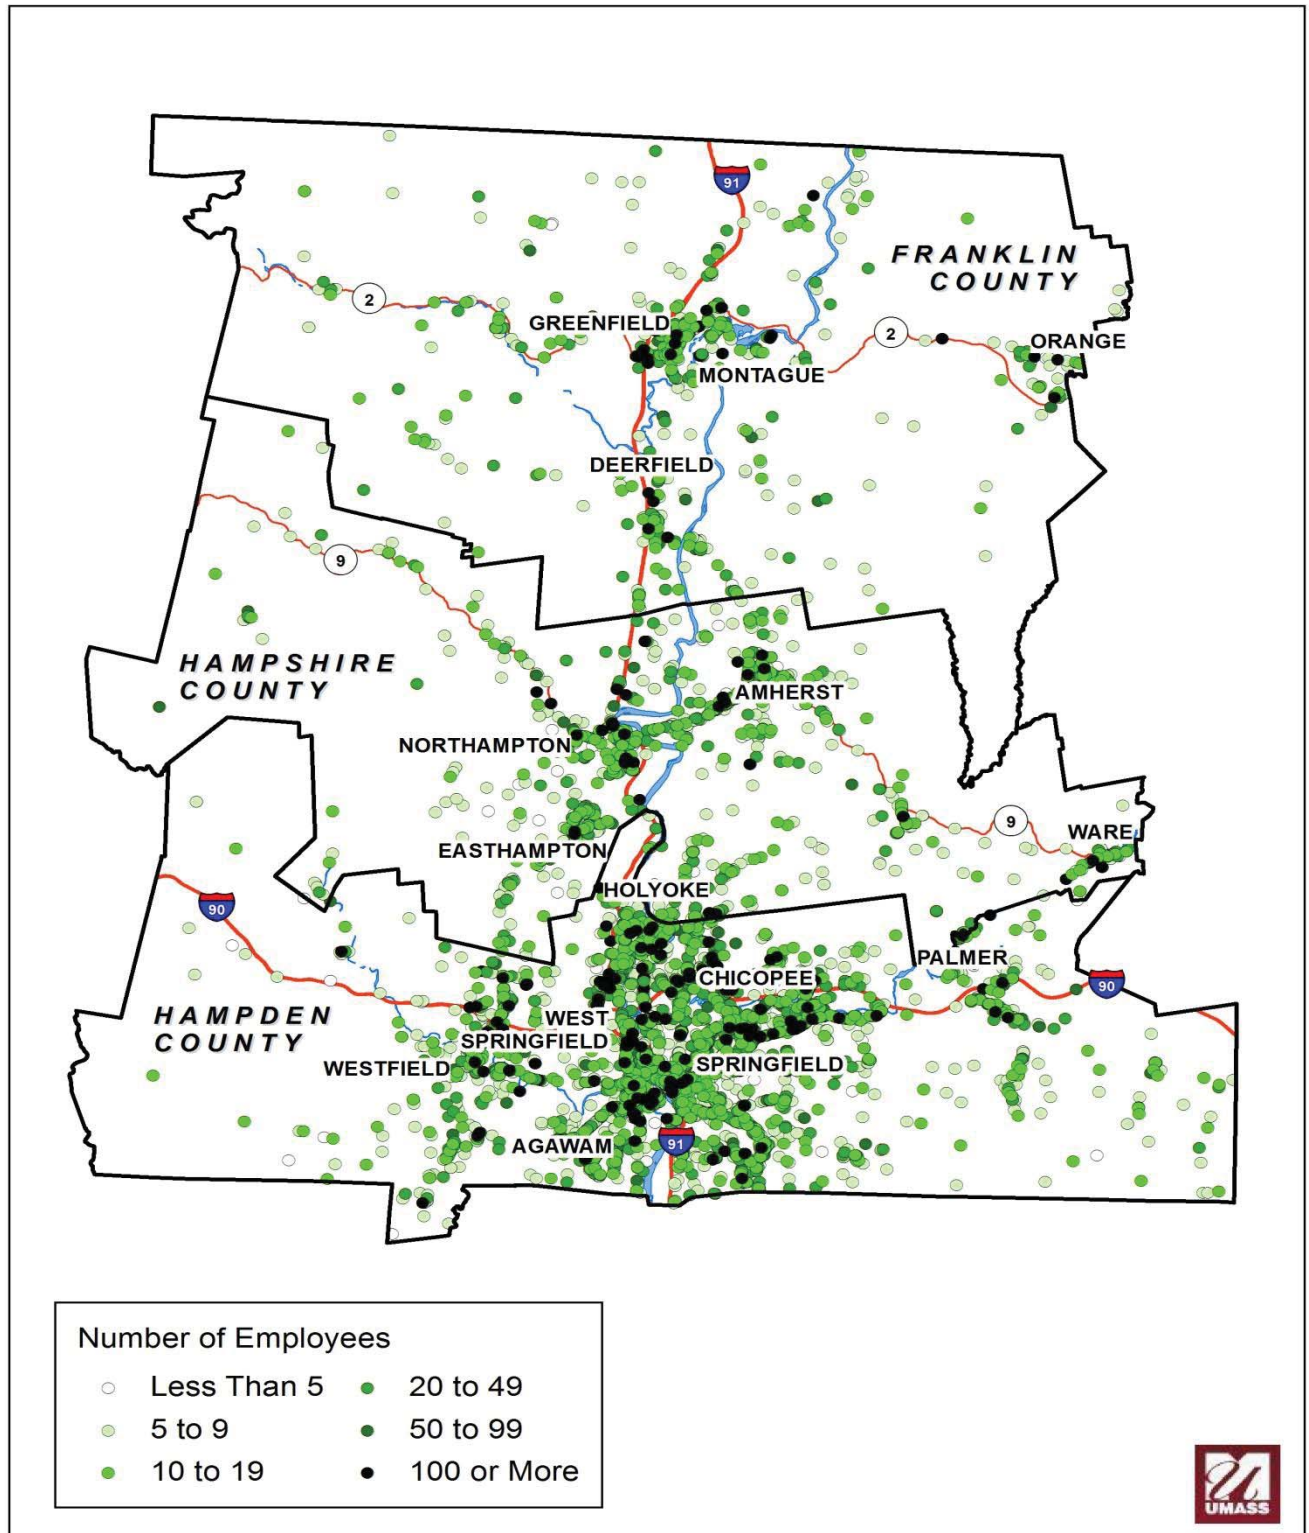 91
FRANKLIN
COUNTY
2
GREENFIELD
2
ORANGE
MONTAGUE
DEERFIELD
9
HAMPSHIRE
COUNTY
AMHERST
NORTHAMPTON
9
WARE
EASTHAMPTON
HOLYOKE
90
PALMER
CHICOPEE
90
HAMPDEN
COUNTY
WEST
SPRINGFIELD
WESTFIELD
SPRINGFIELD
AGAWAM
91
Number of Employees
Less Than 5
20 to 49
5 to 9
50 to 99
10 to 19
100 or More
UMASS